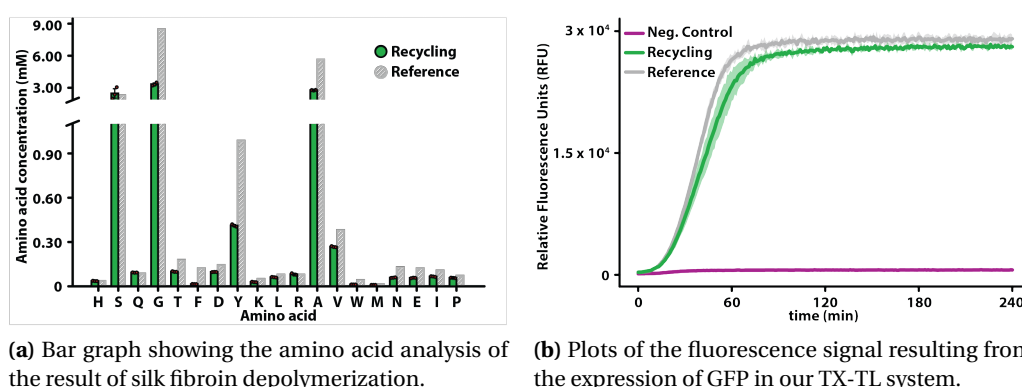 9.00
6.00
3.00
0.90
0.60
0.30
0
Amino acid concentration (mM)
Recycling
Reference
H S Q G T F D Y K L R A V W M N E I P
Amino acid
(a) Bar graph showing the amino acid analysis of
the result of silk fibroin depolymerization.
3 x 10⁴
1.5 x 10⁴
0
Relative Fluorescence Units (RFU)
Neg. Control
Recycling
Reference
0 60 120 180 240
time (min)
(b) Plots of the fluorescence signal resulting from
the expression of GFP in our TX-TL system.